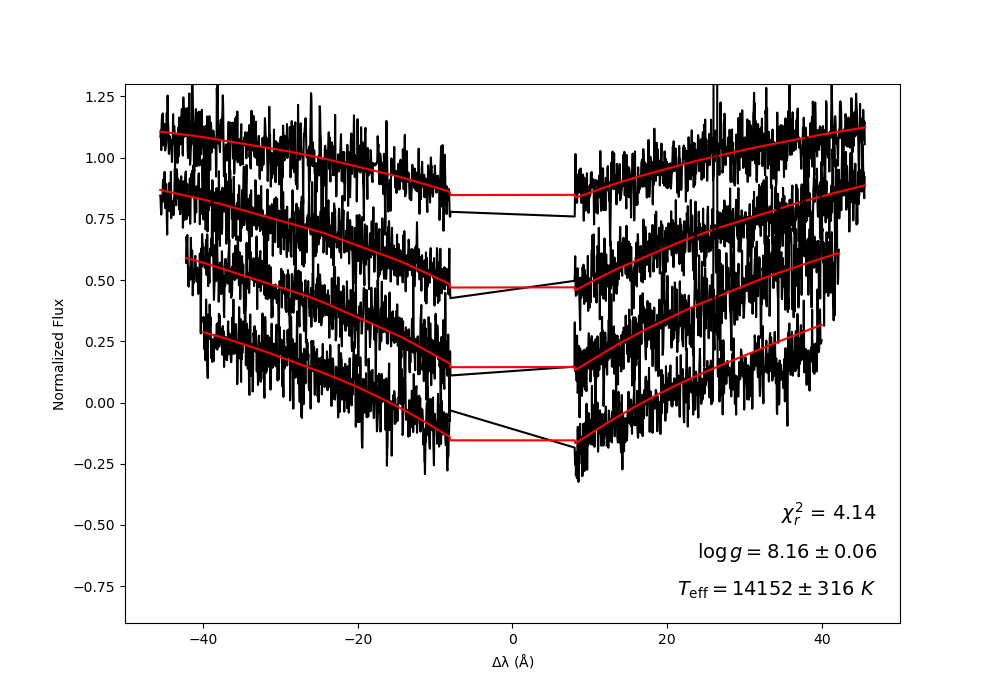 1.25
1.00
0.75
0.50
0.25
0.00
−0.25
−0.50
−0.75
Normalized Flux
χ²ᵣ = 4.14
log g = 8.16 ± 0.06
T_eff = 14152 ± 316 K
−40 −20 0 20 40
Δλ (Å)